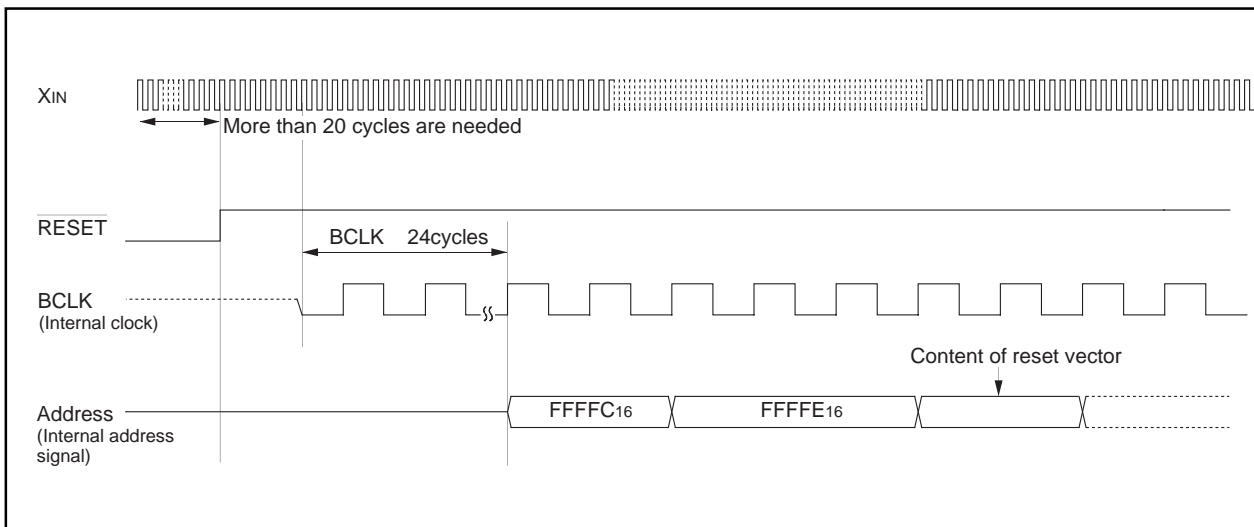 XIN
More than 20 cycles are needed
RESET
BCLK 24cycles
BCLK
(Internal clock)
Content of reset vector
Address
(Internal address
signal)
FFFFC16
FFFFE16